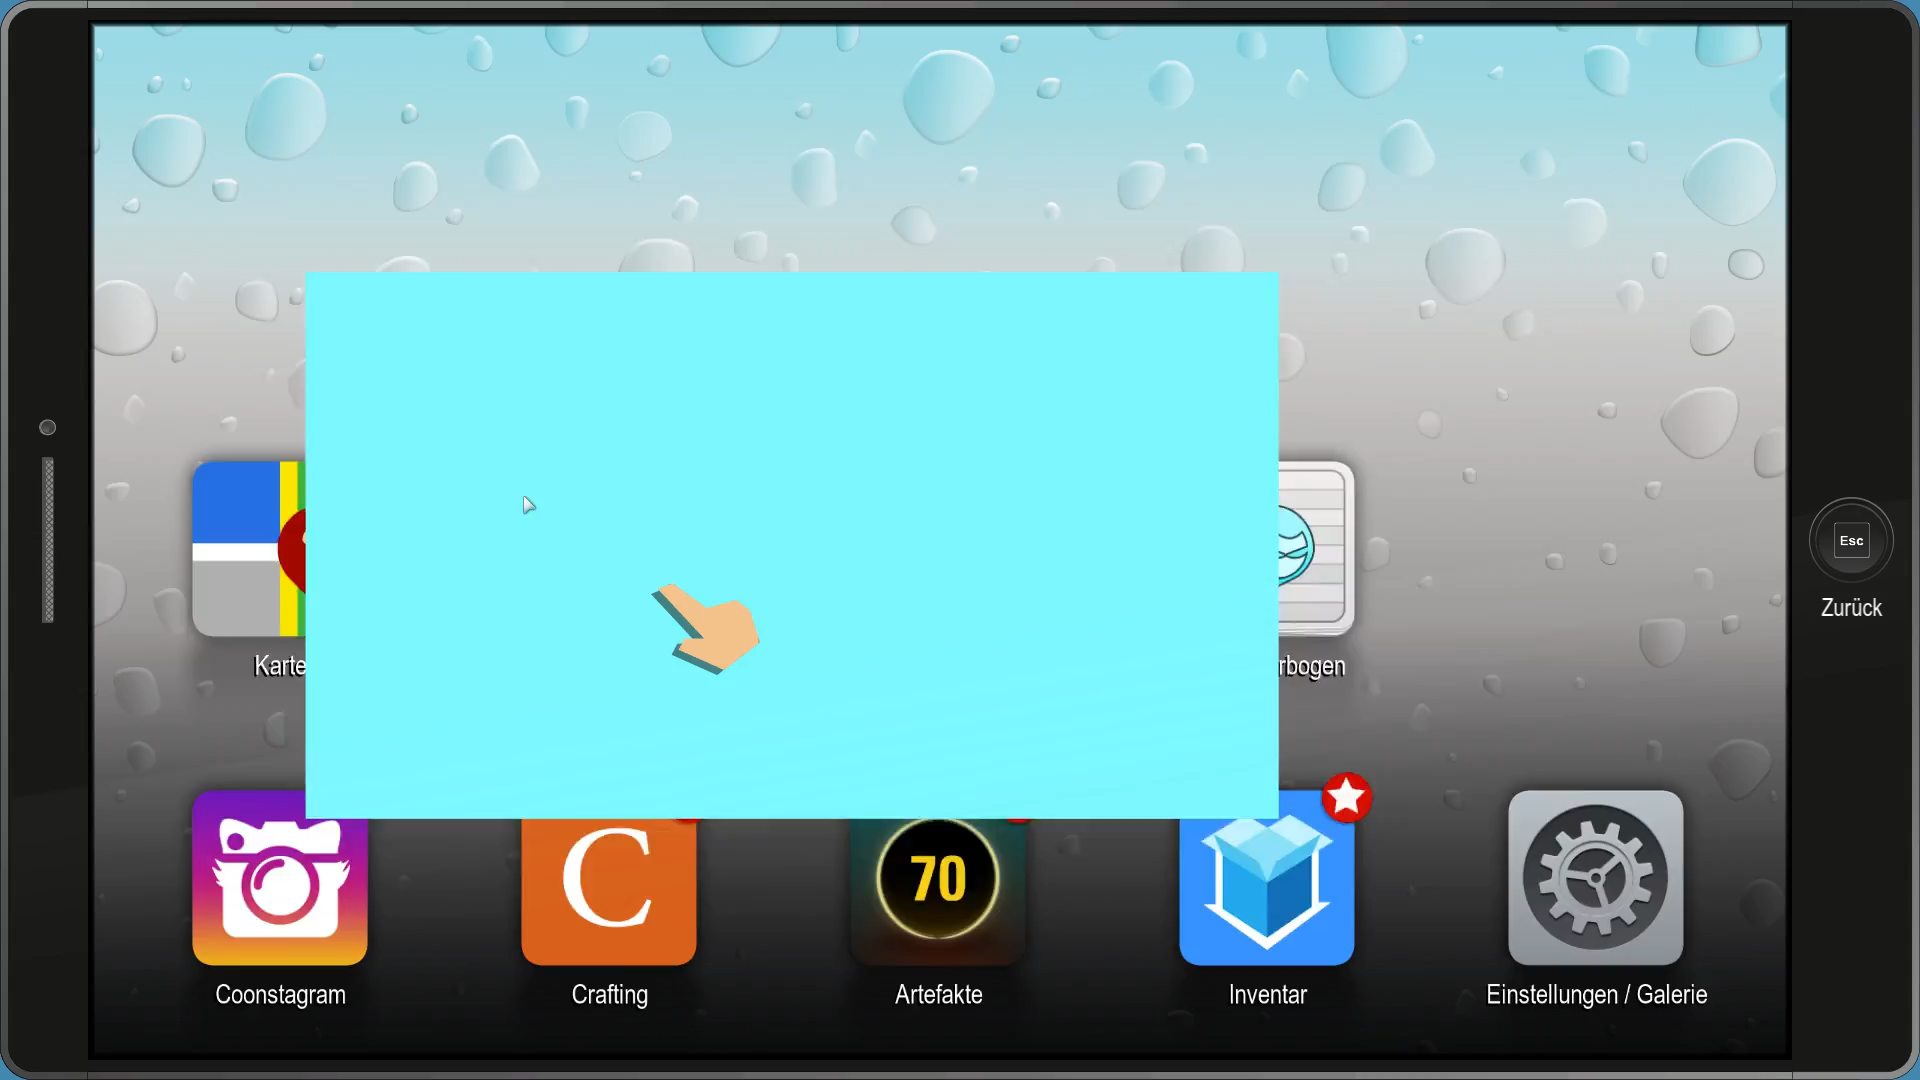 Esc
Zurück
Karte
rbogen
C
70
Coonstagram
Crafting
Artefakte
Inventar
Einstellungen / Galerie